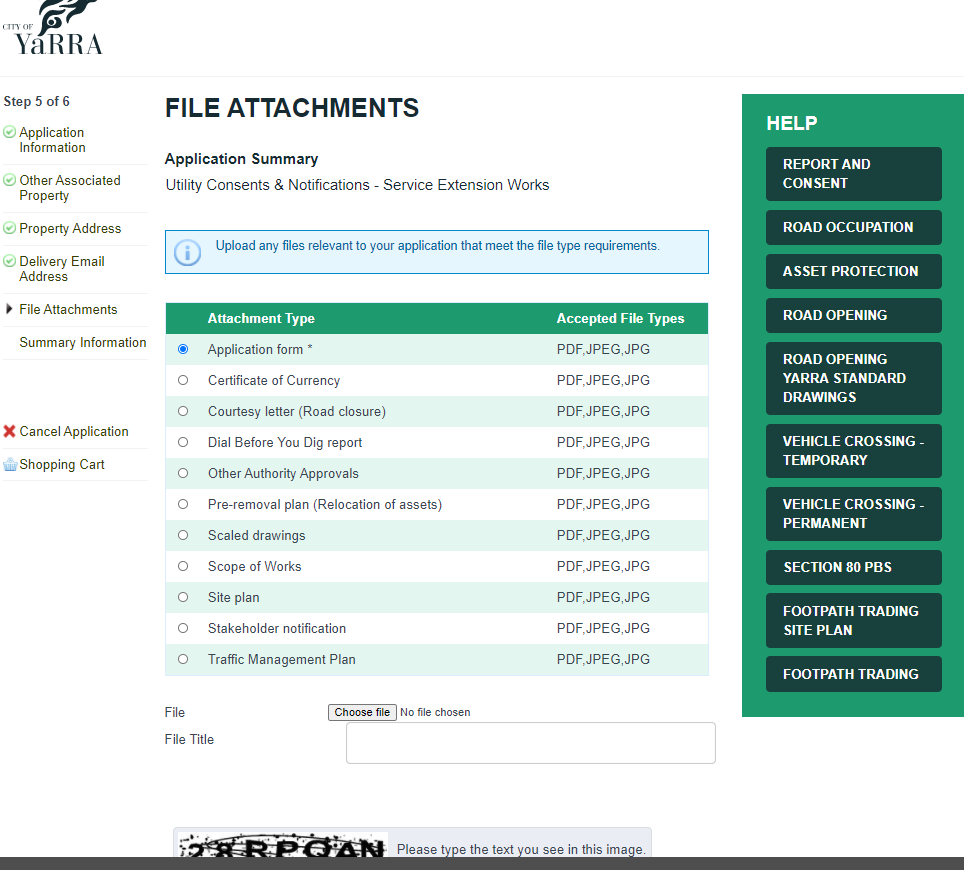 CITY OF
YaRRA
Step 5 of 6
Application
Information
Other Associated
Property
Property Address
Delivery Email
Address
File Attachments
Summary Information
Cancel Application
Shopping Cart
FILE ATTACHMENTS
Application Summary
Utility Consents & Notifications - Service Extension Works
Upload any files relevant to your application that meet the file type requirements.
Attachment Type Accepted File Types
Application form * PDF,JPEG,JPG
Certificate of Currency PDF,JPEG,JPG
Courtesy letter (Road closure) PDF,JPEG,JPG
Dial Before You Dig report PDF,JPEG,JPG
Other Authority Approvals PDF,JPEG,JPG
Pre-removal plan (Relocation of assets) PDF,JPEG,JPG
Scaled drawings PDF,JPEG,JPG
Scope of Works PDF,JPEG,JPG
Site plan PDF,JPEG,JPG
Stakeholder notification PDF,JPEG,JPG
Traffic Management Plan PDF,JPEG,JPG
File Choose file No file chosen
File Title
Please type the text you see in this image.
HELP
REPORT AND
CONSENT
ROAD OCCUPATION
ASSET PROTECTION
ROAD OPENING
ROAD OPENING
YARRA STANDARD
DRAWINGS
VEHICLE CROSSING -
TEMPORARY
VEHICLE CROSSING -
PERMANENT
SECTION 80 PBS
FOOTPATH TRADING
SITE PLAN
FOOTPATH TRADING